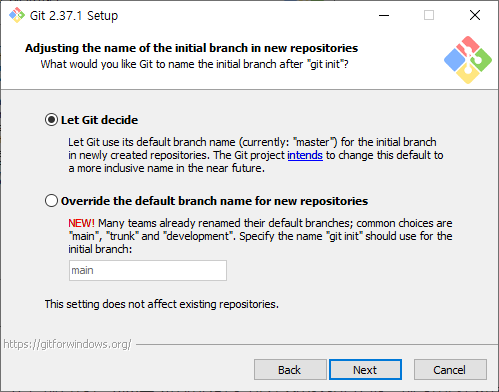 Git 2.37.1 Setup
Adjusting the name of the initial branch in new repositories
What would you like Git to name the initial branch after "git init"?
Let Git decide
Let Git use its default branch name (currently: "master") for the initial branch
in newly created repositories. The Git project intends to change this default to
a more inclusive name in the near future.
Override the default branch name for new repositories
NEW! Many teams already renamed their default branches; common choices are
"main", "trunk" and "development". Specify the name "git init" should use for the
initial branch:
main
This setting does not affect existing repositories.
https://gitforwindows.org/
Back
Next
Cancel